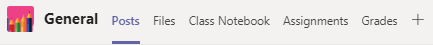 General Posts Files Class Notebook Assignments Grades +